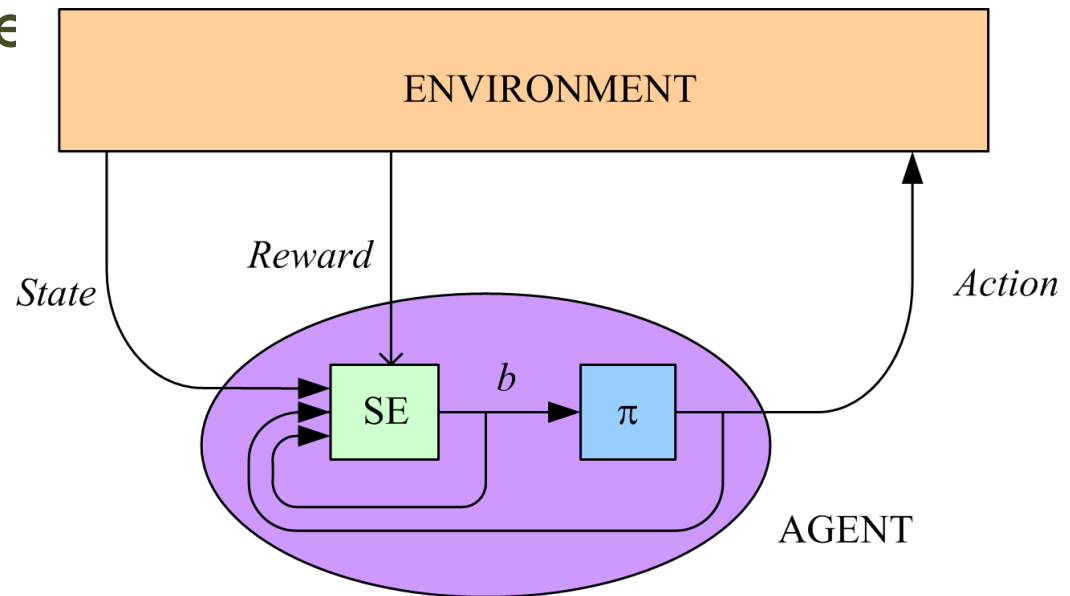 e
ENVIRONMENT
Reward
State
Action
b
SE
π
AGENT